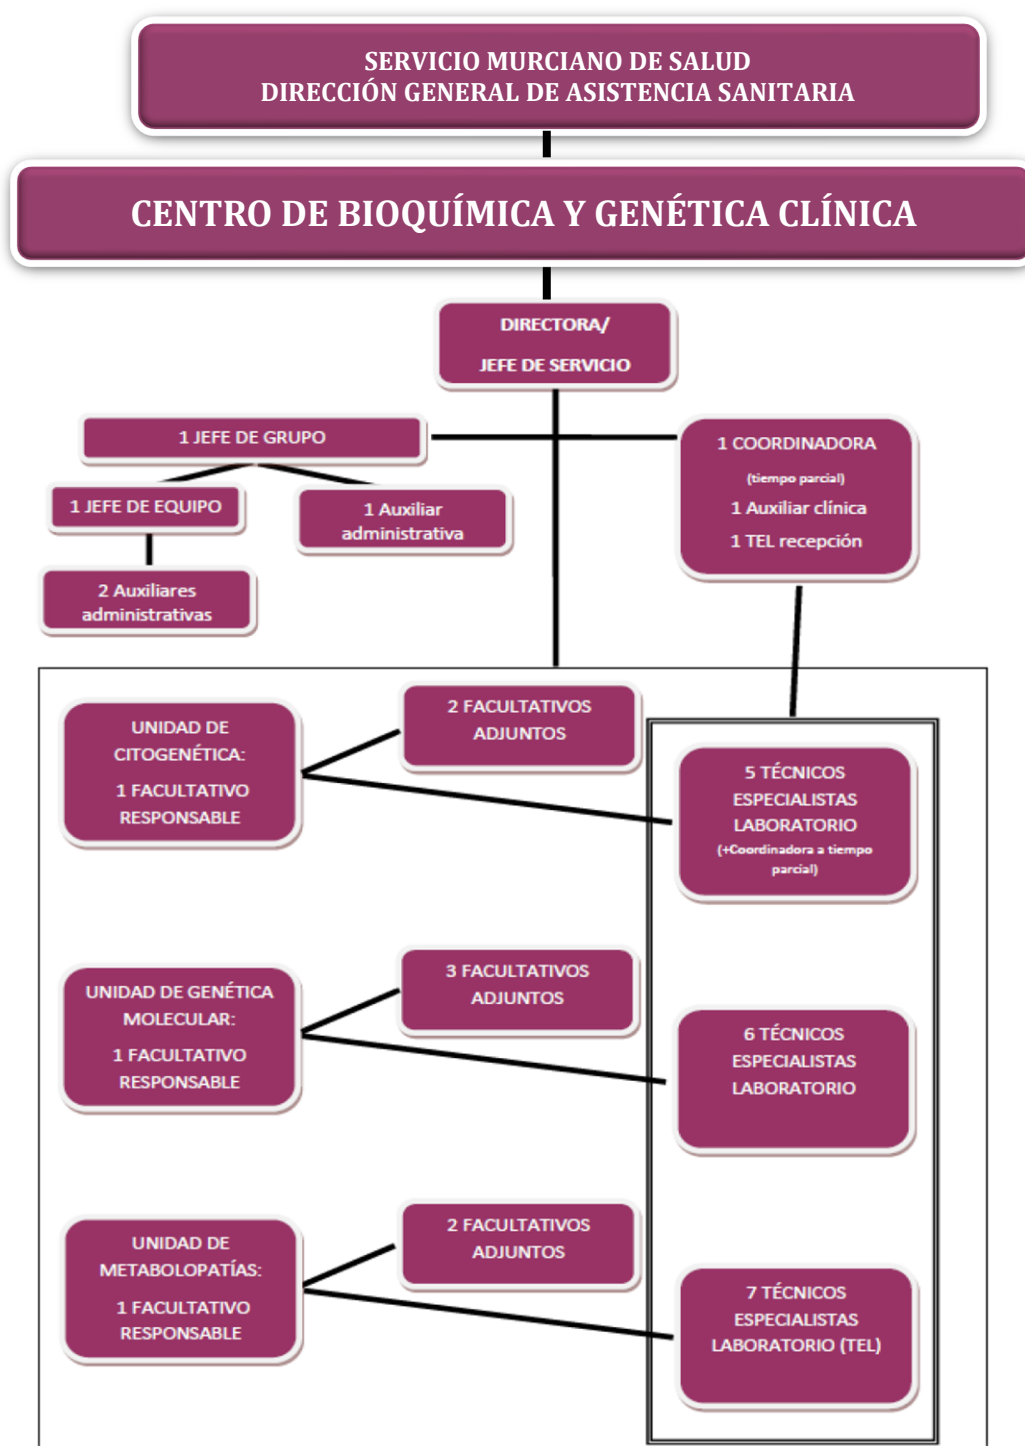 SERVICIO MURCIANO DE SALUD
DIRECCIÓN GENERAL DE ASISTENCIA SANITARIA
CENTRO DE BIOQUÍMICA Y GENÉTICA CLÍNICA
DIRECTORA/
JEFE DE SERVICIO
1 JEFE DE GRUPO
1 JEFE DE EQUIPO
1 Auxiliar
administrativa
2 Auxiliares
administrativas
1 COORDINADORA
(tiempo parcial)
1 Auxiliar clínica
1 TEL recepción
UNIDAD DE
CITOGENÉTICA:
1 FACULTATIVO
RESPONSABLE
2 FACULTATIVOS
ADJUNTOS
5 TÉCNICOS
ESPECIALISTAS
LABORATORIO
(+Coordinadora a tiempo
parcial)
UNIDAD DE GENÉTICA
MOLECULAR:
1 FACULTATIVO
RESPONSABLE
3 FACULTATIVOS
ADJUNTOS
6 TÉCNICOS
ESPECIALISTAS
LABORATORIO
UNIDAD DE
METABOLOPATÍAS:
1 FACULTATIVO
RESPONSABLE
2 FACULTATIVOS
ADJUNTOS
7 TÉCNICOS
ESPECIALISTAS
LABORATORIO (TEL)